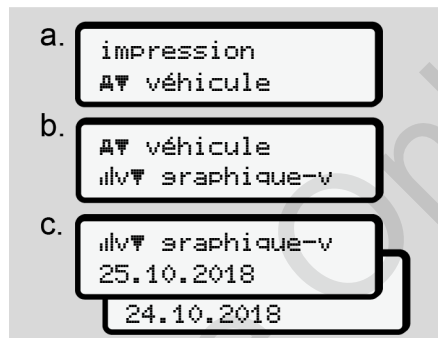 a.
impression
véhicule
b.
véhicule
v graphique-v
c.
v graphique-v
25.10.2018
24.10.2018